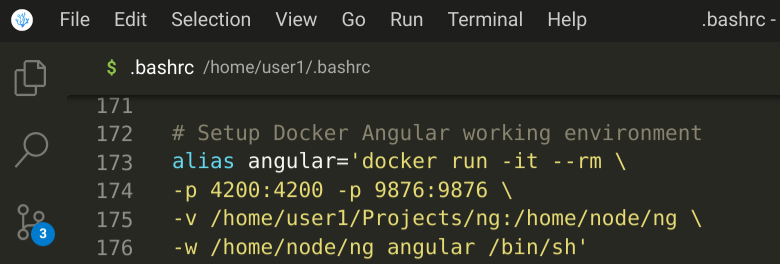 File Edit Selection View Go Run Terminal Help .bashrc -
$ .bashrc /home/user1/.bashrc
171
172 # Setup Docker Angular working environment
173 alias angular='docker run -it --rm \
174 -p 4200:4200 -p 9876:9876 \
175 -v /home/user1/Projects/ng:/home/node/ng \
3
176 -w /home/node/ng angular /bin/sh'